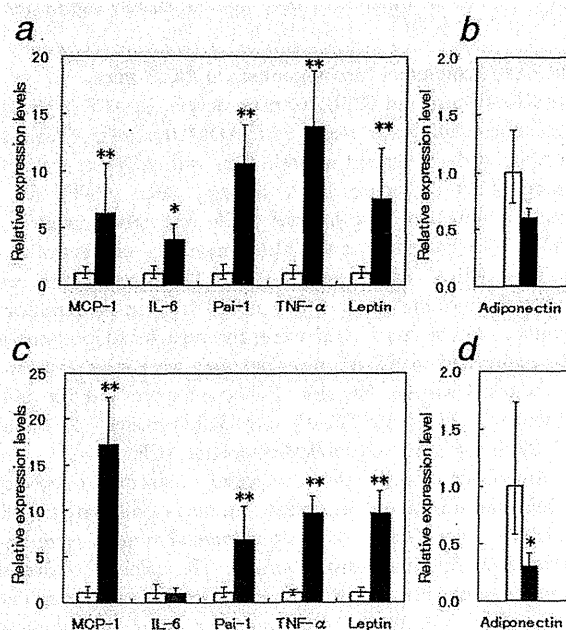 a
b
Relative expression levels
20
15
10
5
0
** * ** ** **
MCP-1 IL-6 Pai-1 TNF-α Leptin
Relative expression levels
2.0
1.5
1.0
0.5
0.0
Adiponectin
c
d
Relative expression levels
25
20
15
10
5
0
** ** ** **
MCP-1 IL-6 Pai-1 TNF-α Leptin
Relative expression level
2.0
1.5
1.0
0.5
0.0
*
Adiponectin